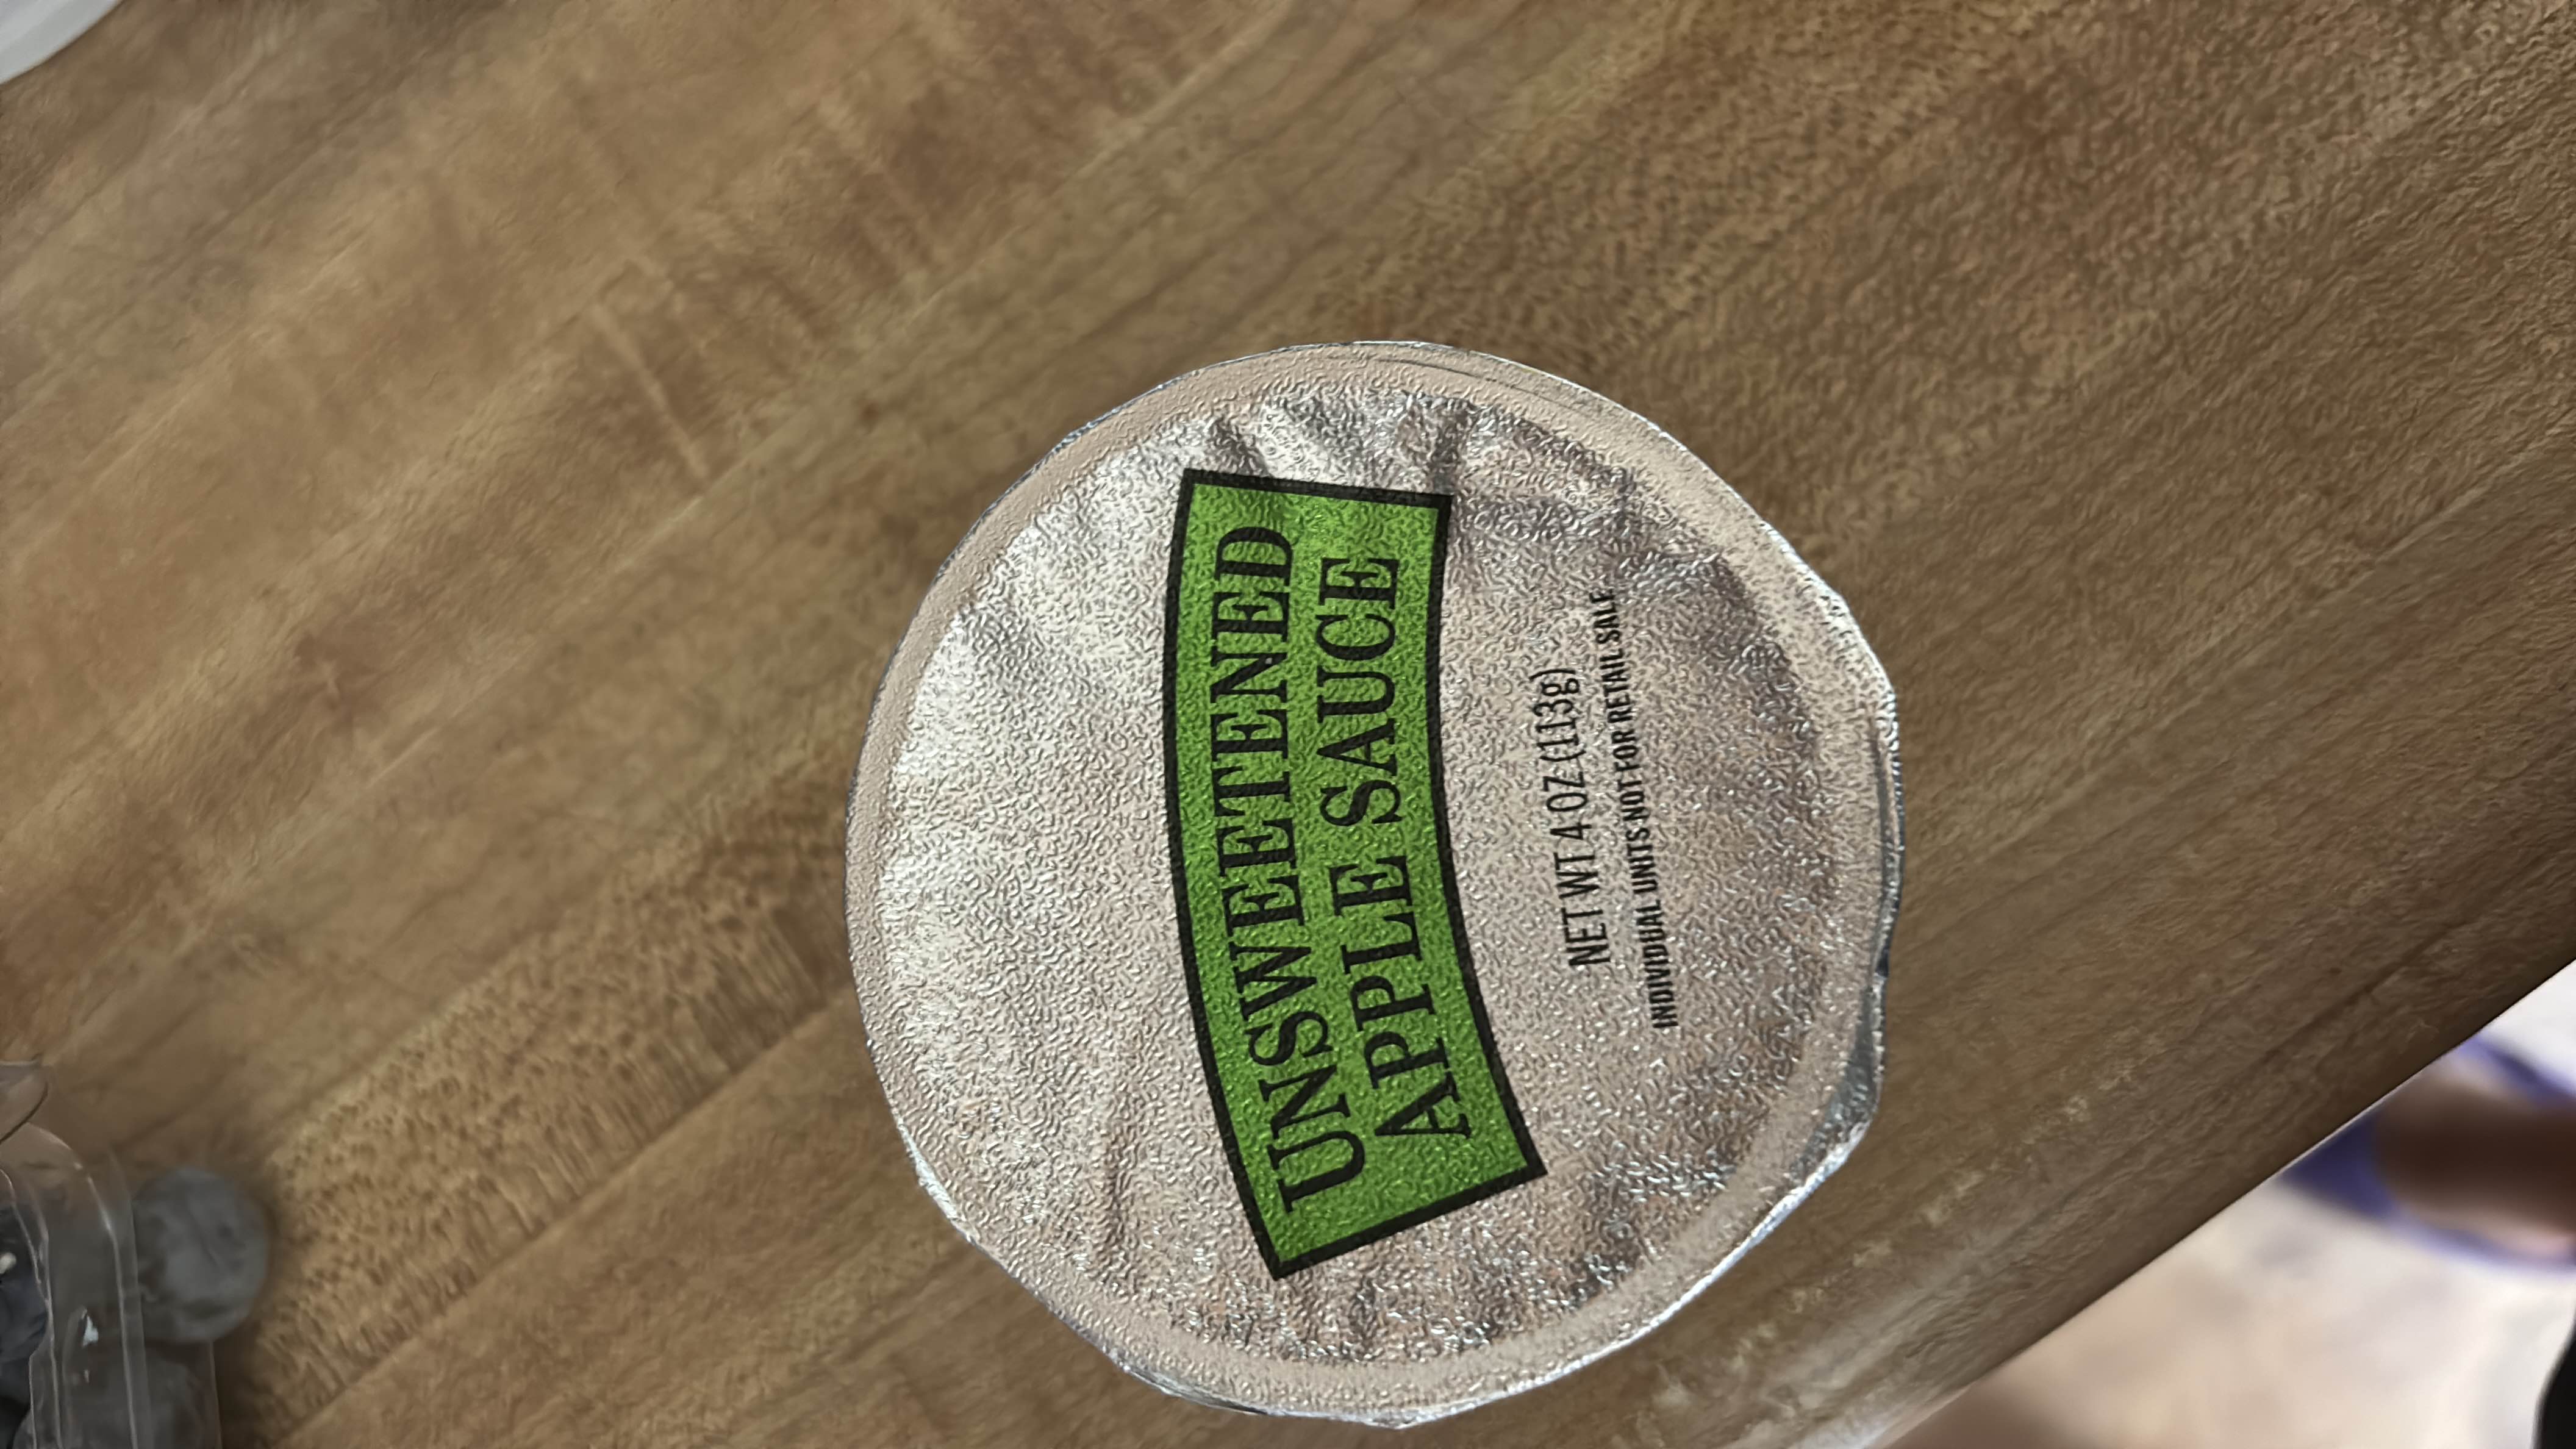 UNSWEETENED
APPLE SAUCE
NET WT 4 OZ (113g)
INDIVIDUAL UNITS NOT FOR RETAIL SALE